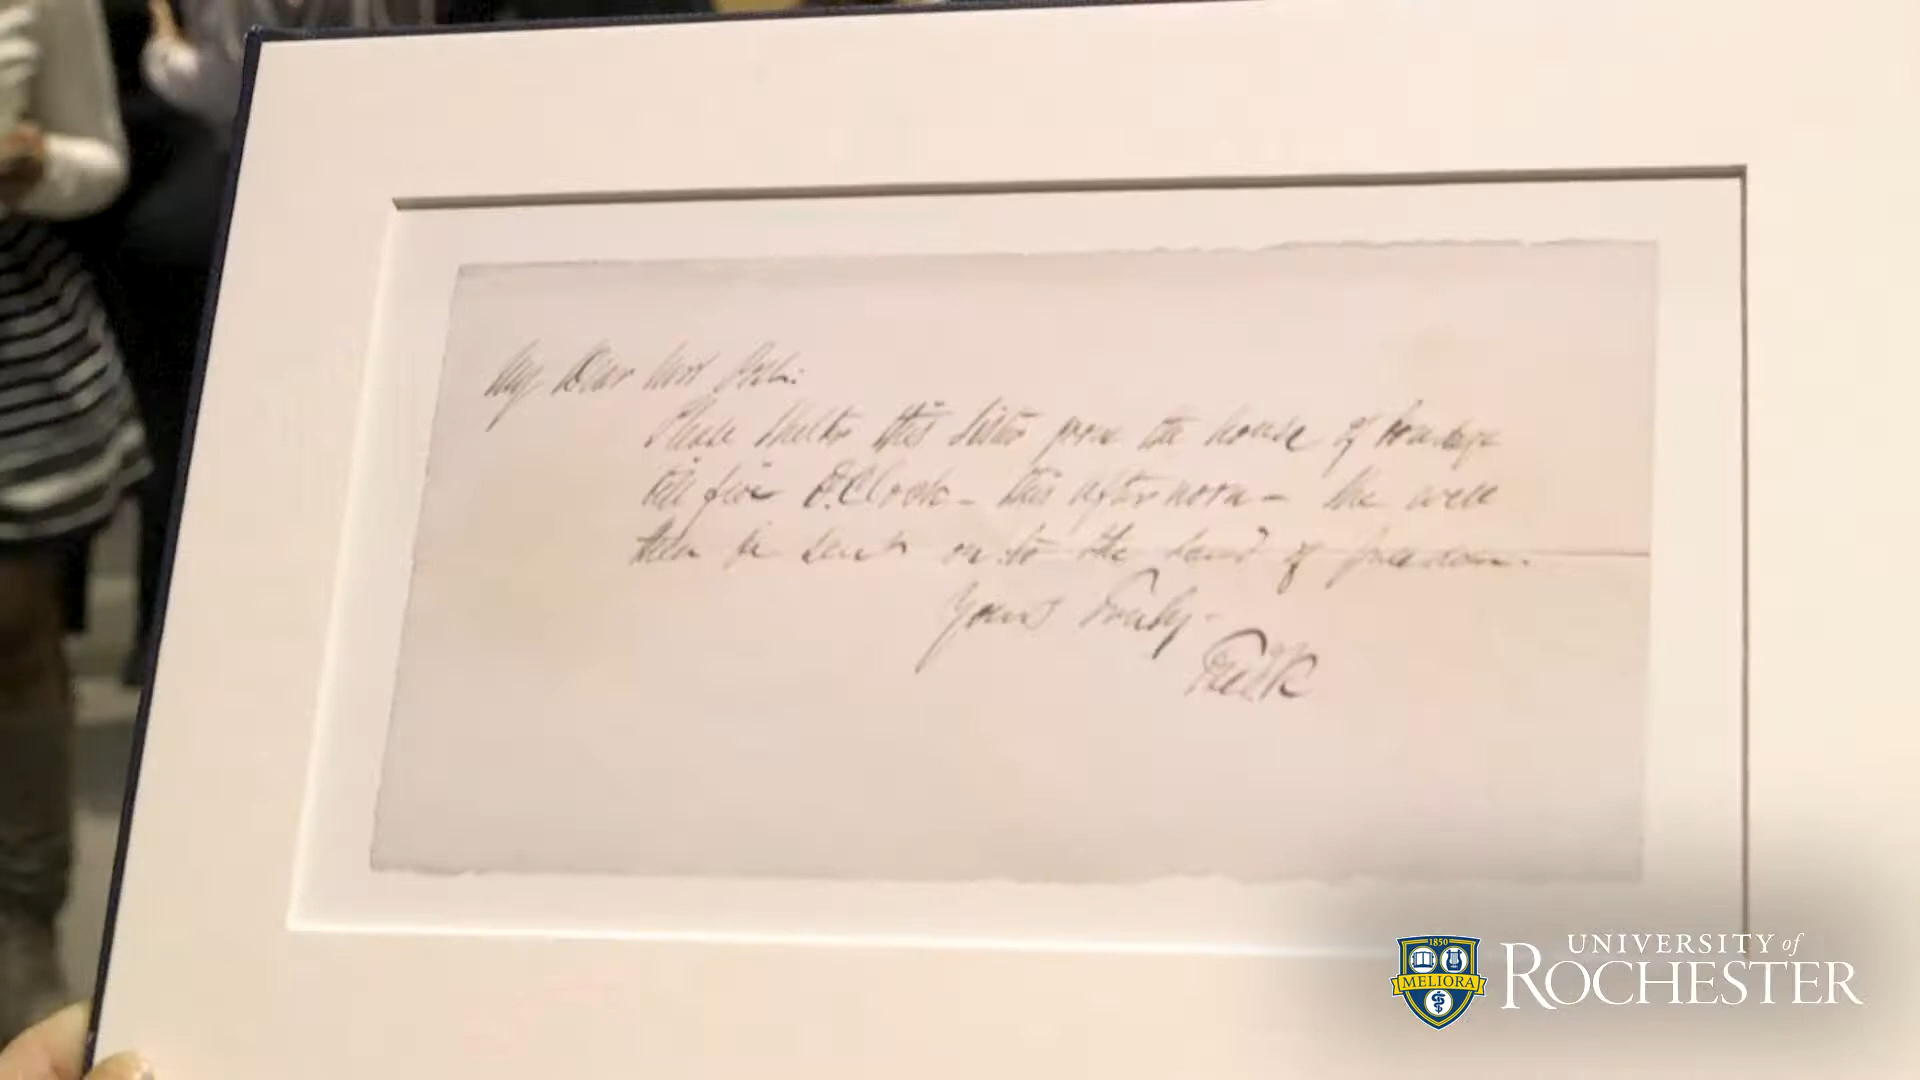 My Dear Mrs Post:
Please shelter this Sister from the house of bondage
till five O.Clock - this afternoon - She will
then be sent on to the land of freedom.
Yours Truly -
Fredk
1850
MELIORA
UNIVERSITY of
ROCHESTER